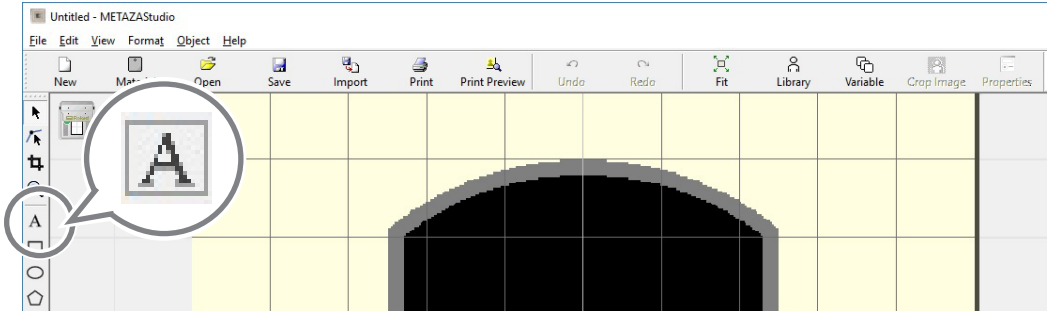 Untitled - METAZAStudio
File Edit View Format Object Help
New Open Save Import Print Print Preview Undo Redo Fit Library Variable Crop Image Properties
A
A